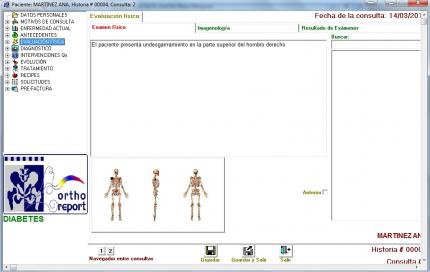 Paciente: MARTINEZ ANA, Historia # 00004, Consulta: 2
DATOS PERSONALES
MOTIVOS DE CONSULTA
ENFERMEDAD ACTUAL
ANTECEDENTES
EVALUACIÓN FÍSICA
DIAGNOSTICO
INTERVENCIONES Qx
EVOLUCIÓN
TRATAMIENTO
RECIPES
SOLICITUDES
PRE-FACTURA
ortho
report
DIABETES
Evaluación física
Fecha de la consulta: 14/03/201
Examen físico
Imagenología
Resultado de Exámenes
El paciente presenta undesgarramiento en la parte superior del hombro derecho
Buscar:
Anterior
MARTINEZ AN
1 2
Navegador entre consultas
Guardar
Guardar y Salir
Salir
Historia # 0000
Consulta #